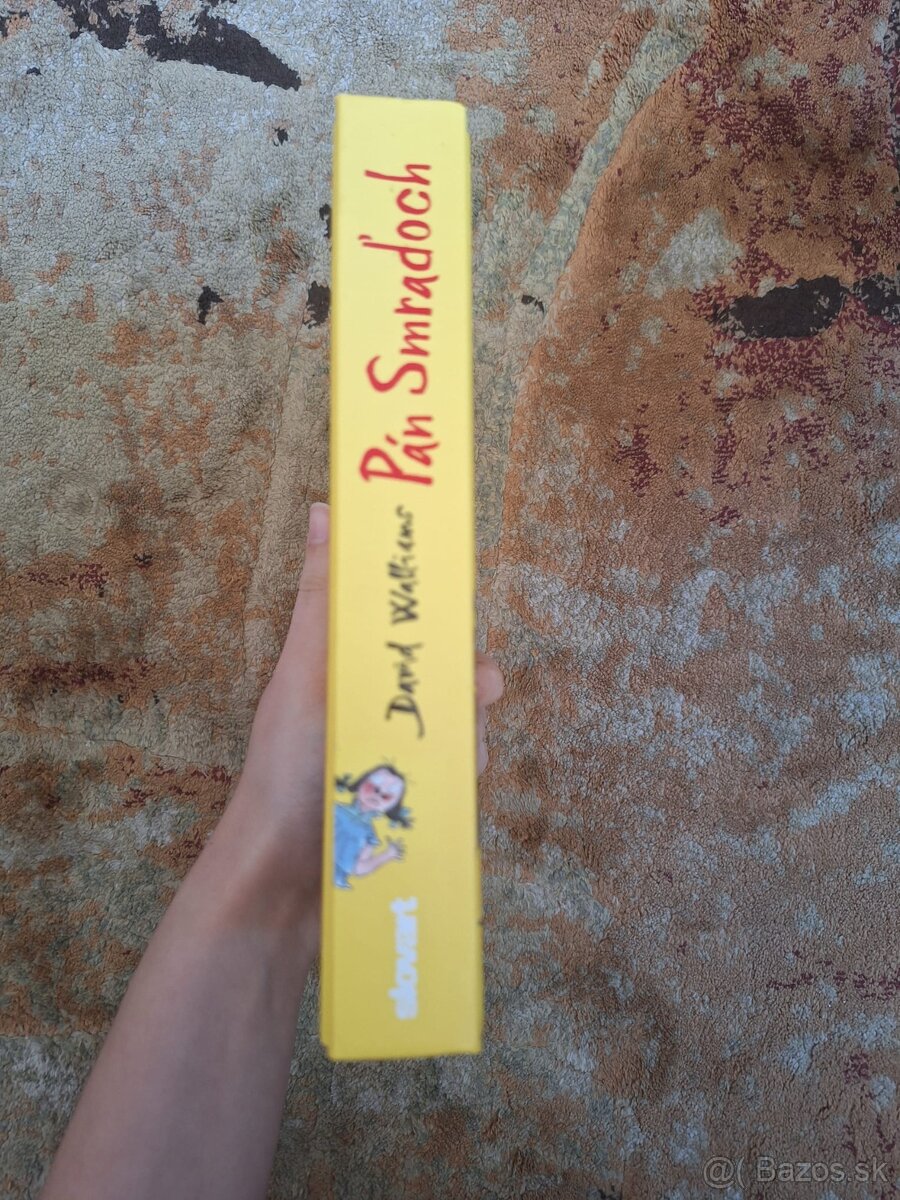 slovart
David Walliams
Pán Smraďoch
@( Bazos.sk